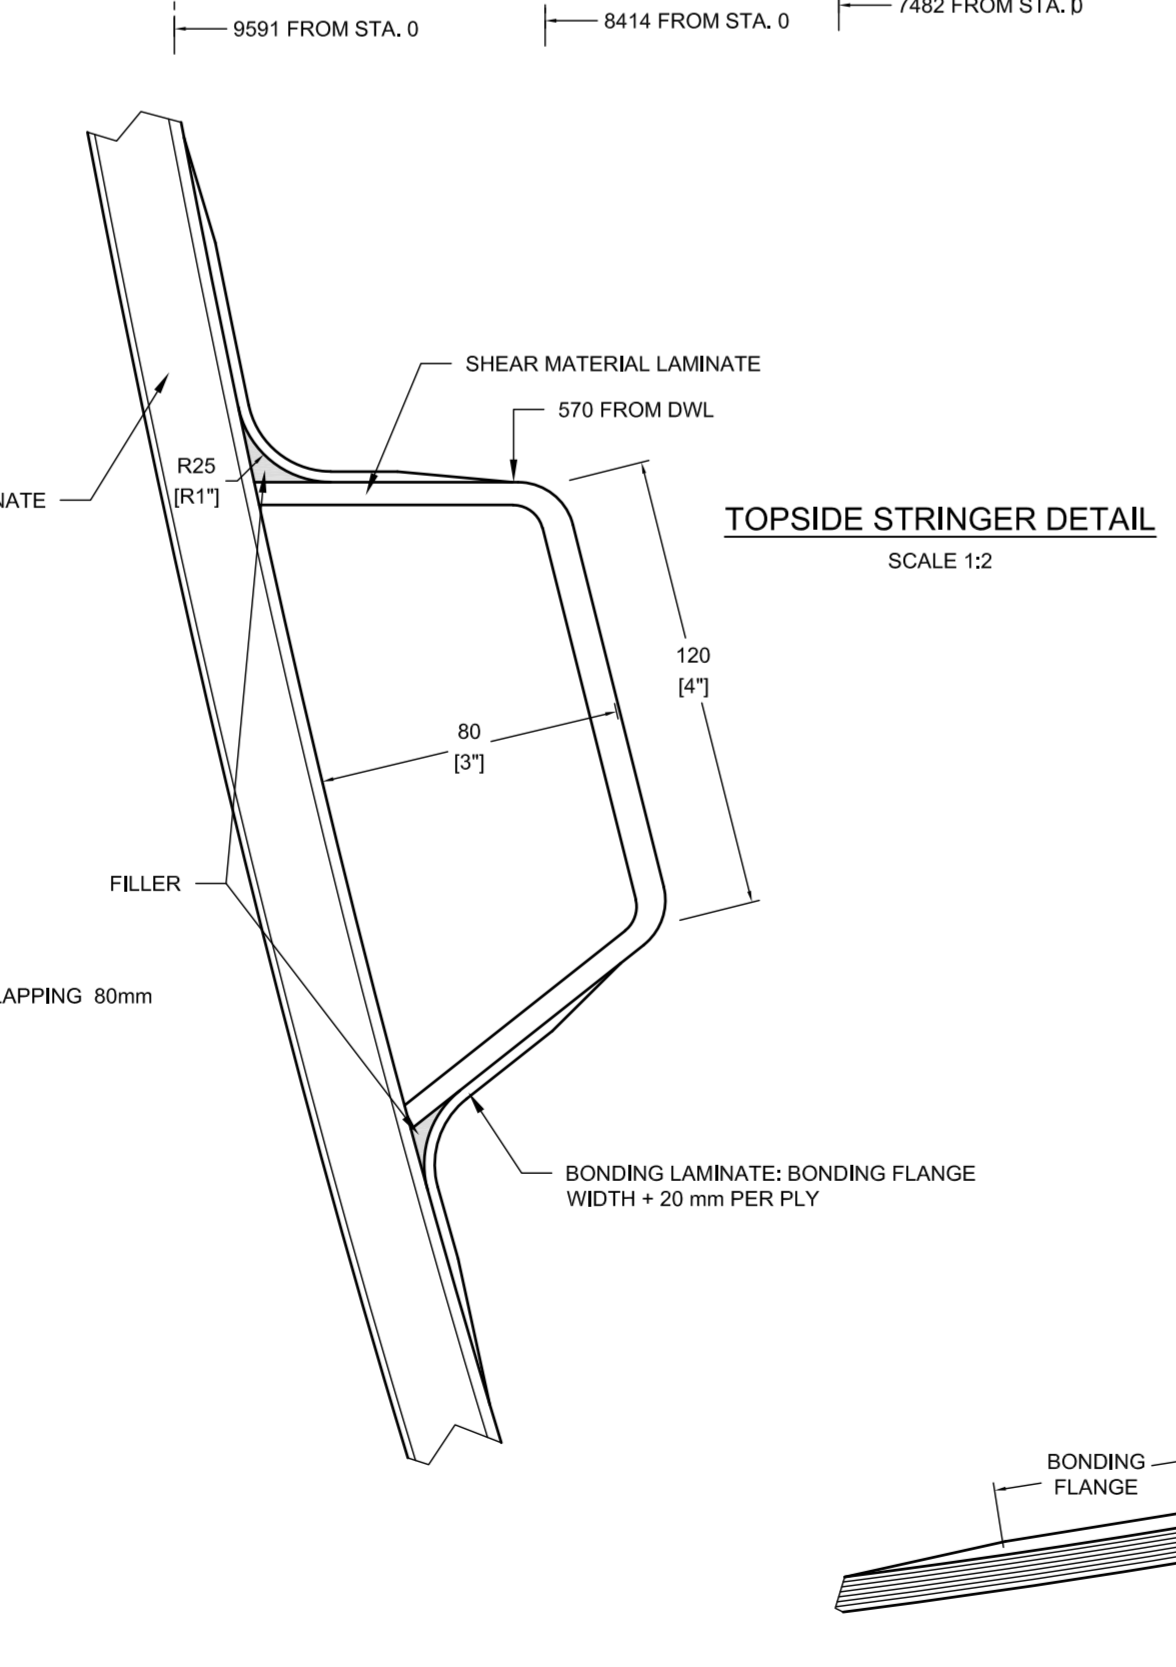 9591 FROM STA. 0
8414 FROM STA. 0
7482 FROM STA.
SHEAR MATERIAL LAMINATE
570 FROM DWL
R25
[R1"]
NATE
TOPSIDE STRINGER DETAIL
SCALE 1:2
120
[4"]
80
[3"]
FILLER
LAPPING 80mm
BONDING LAMINATE: BONDING FLANGE
WIDTH + 20 mm PER PLY
BONDING
FLANGE